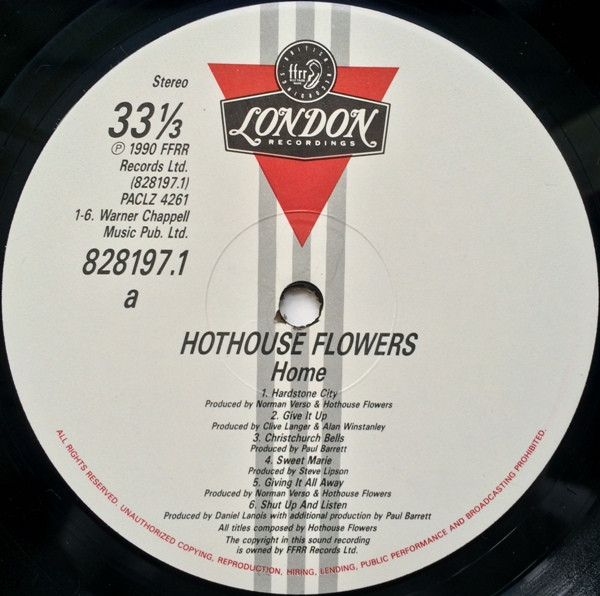 Stereo
33⅓
℗ 1990 FFRR
Records Ltd.
(828197.1)
PACLZ 4261
1-6. Warner Chappell
Music Pub. Ltd.
828197.1
a
ffrr
LONDON
RECORDINGS
HOTHOUSE FLOWERS
Home
1. Hardstone City
Produced by Norman Verso & Hothouse Flowers
2. Give It Up
Produced by Clive Langer & Alan Winstanley
3. Christchurch Bells
Produced by Paul Barrett
4. Sweet Marie
Produced by Steve Lipson
5. Giving It All Away
Produced by Norman Verso & Hothouse Flowers
6. Shut Up And Listen
Produced by Daniel Lanois with additional production by Paul Barrett
All titles composed by Hothouse Flowers
The copyright in this sound recording
is owned by FFRR Records Ltd.
ALL RIGHTS RESERVED. UNAUTHORIZED COPYING, REPRODUCTION, HIRING, LENDING, PUBLIC PERFORMANCE AND BROADCASTING PROHIBITED.